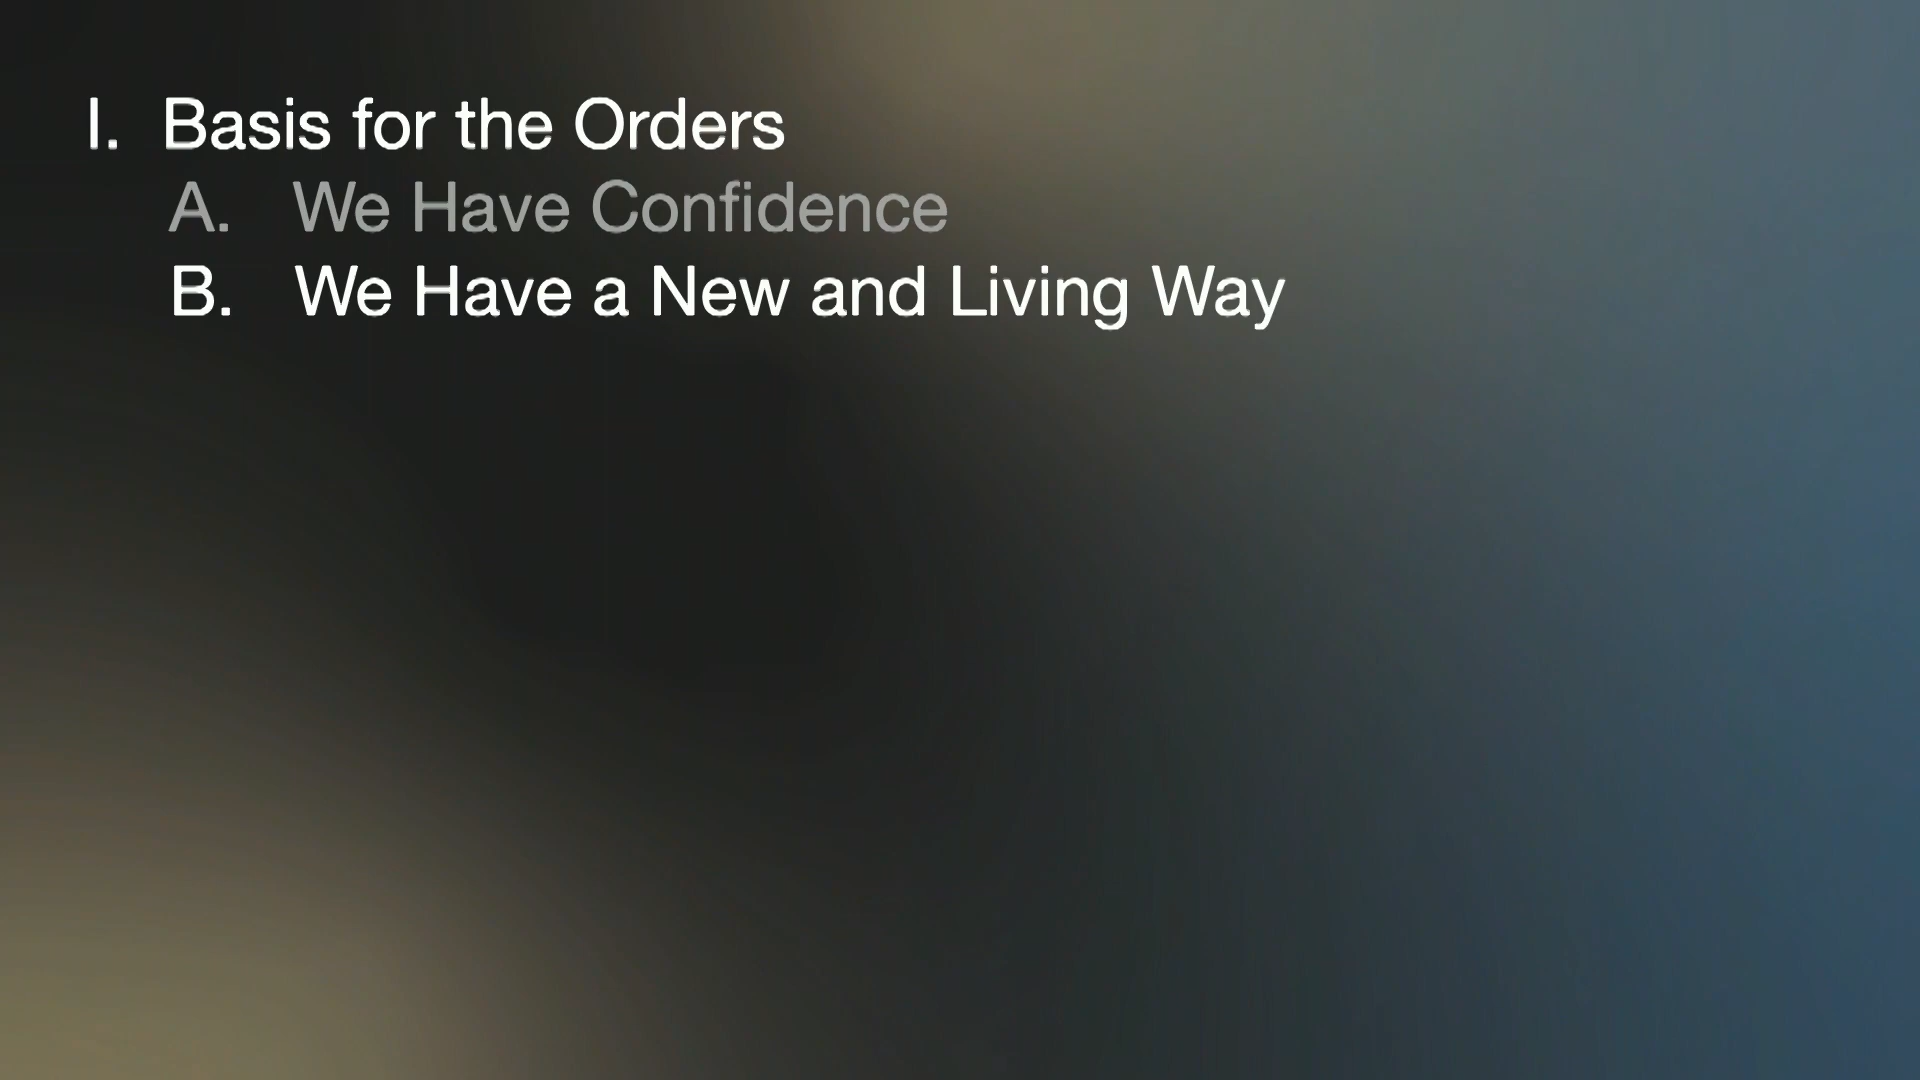 I. Basis for the Orders
A. We Have Confidence
B. We Have a New and Living Way